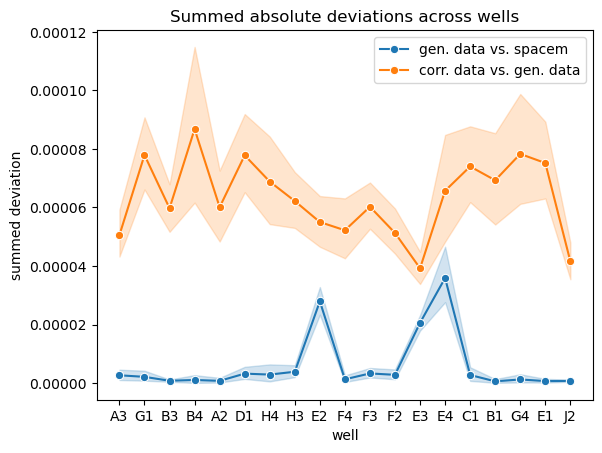 Summed absolute deviations across wells
gen. data vs. spacem
corr. data vs. gen. data
0.00012
0.00010
0.00008
0.00006
0.00004
0.00002
0.00000
summed deviation
A3 G1 B3 B4 A2 D1 H4 H3 E2 F4 F3 F2 E3 E4 C1 B1 G4 E1 J2
well